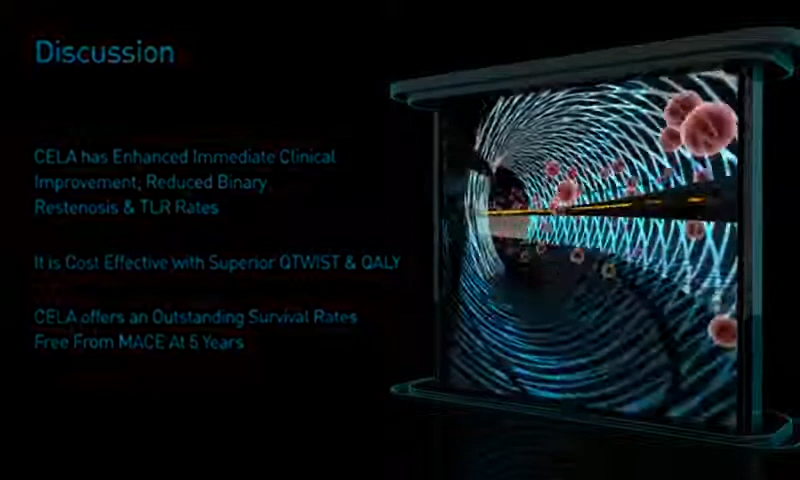 Discussion
CELA has Enhanced Immediate Clinical
Improvement, Reduced Binary
Restenosis & TLR Rates
It is Cost Effective with Superior QTWIST & QALY
CELA offers an Outstanding Survival Rates
Free From MACE At 5 Years